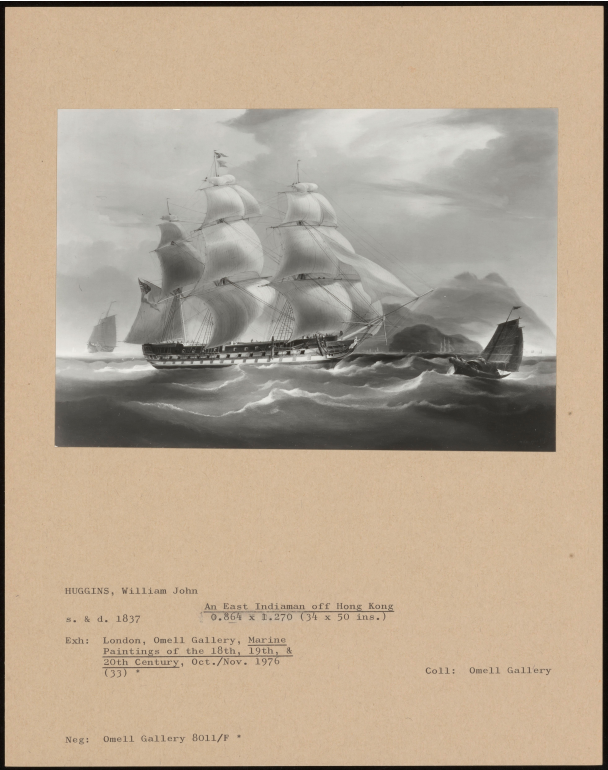 HUGGINS, William John
An East Indiaman off Hong Kong
s. & d. 1837 0.864 x 1.270 (34 x 50 ins.)
Exh: London, Omell Gallery, Marine
Paintings of the 18th, 19th, &
20th Century, Oct./Nov. 1976
(33) *
Coll: Omell Gallery
Neg: Omell Gallery 8011/F *